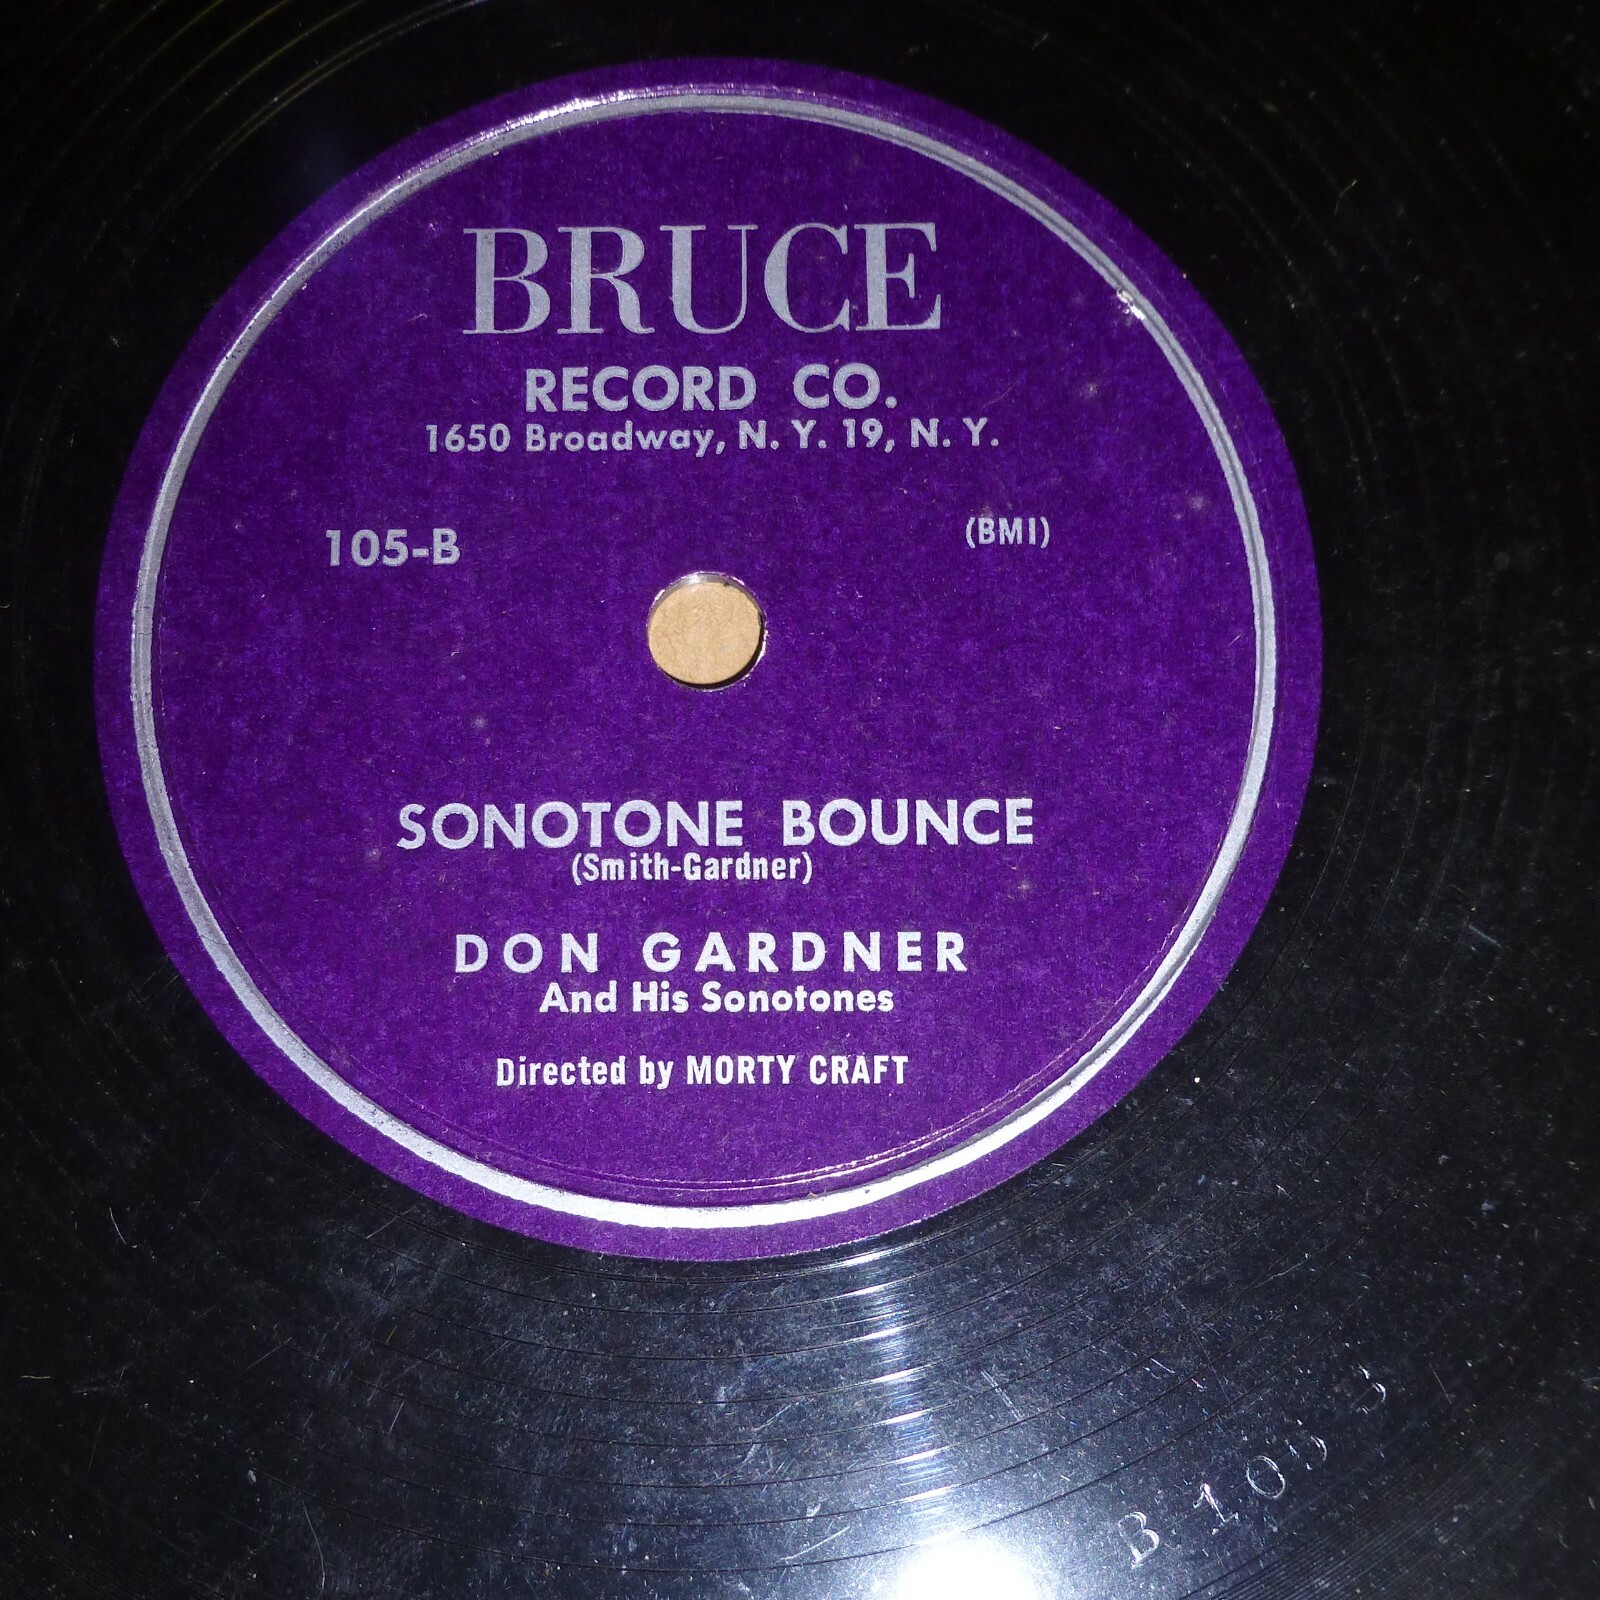 BRUCE
RECORD CO.
1650 Broadway, N. Y. 19, N. Y.
105-B
(BMI)
SONOTONE BOUNCE
(Smith-Gardner)
DON GARDNER
And His Sonotones
Directed by MORTY CRAFT
B 105